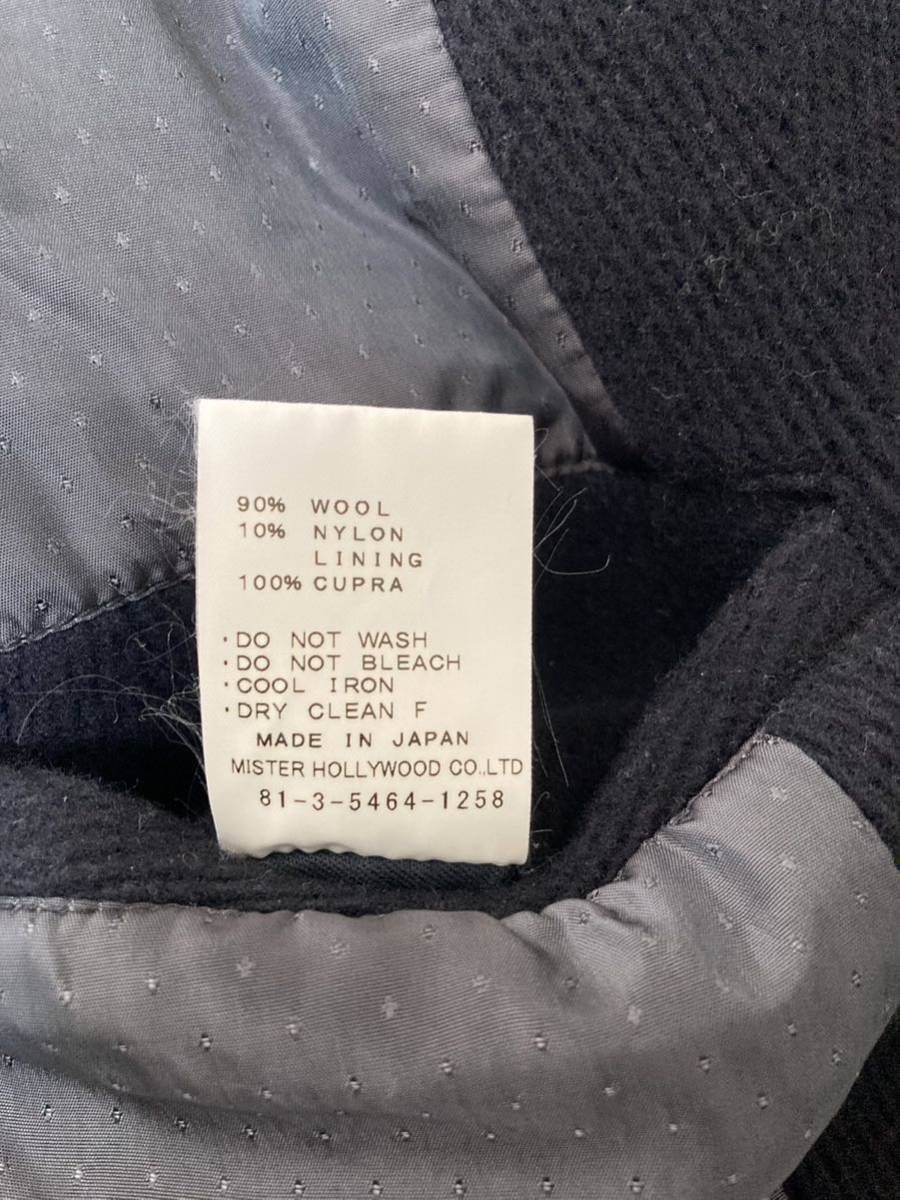 90% WOOL
10% NYLON
LINING
100% CUPRA
・DO NOT WASH
・DO NOT BLEACH
・COOL IRON
・DRY CLEAN F
MADE IN JAPAN
MISTER HOLLYWOOD CO.,LTD
81-3-5464-1258